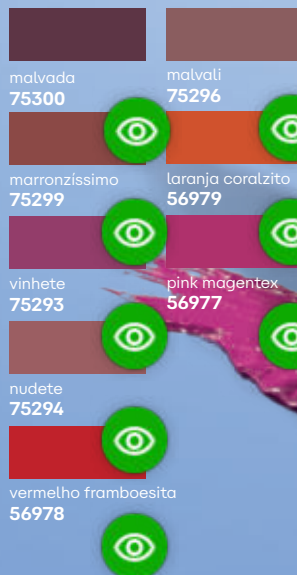 malvada
75300
malvali
75296
marronzíssimo
75299
laranja coralzito
56979
vinhete
75293
pink magentex
56977
nudete
75294
vermelho framboesita
56978